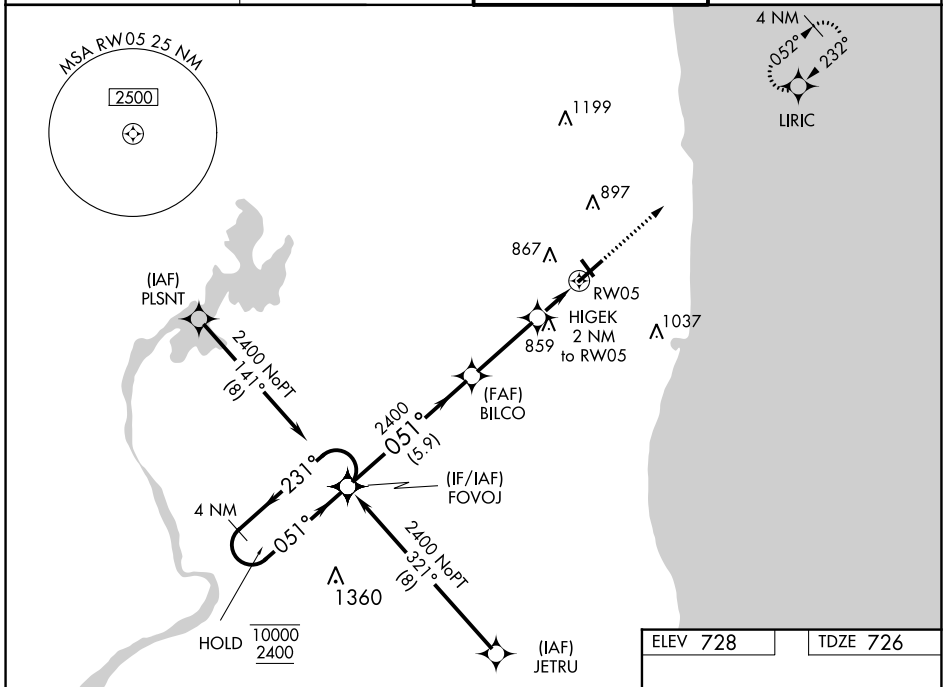 MSA RW05 25 NM
2500
4 NM
052°
232°
LIRIC
1199
897
867
RW05
HIGEK
2 NM
to RW05
859
1037
(IAF)
PLSNT
2400 NoPT
141°
(8)
(FAF)
BILCO
2400
051°
(5.9)
231°
4 NM
051°
(IF/IAF)
FOVOJ
2400 NoPT
321°
(8)
1360
HOLD
10000
2400
(IAF)
JETRU
ELEV 728
TDZE 726